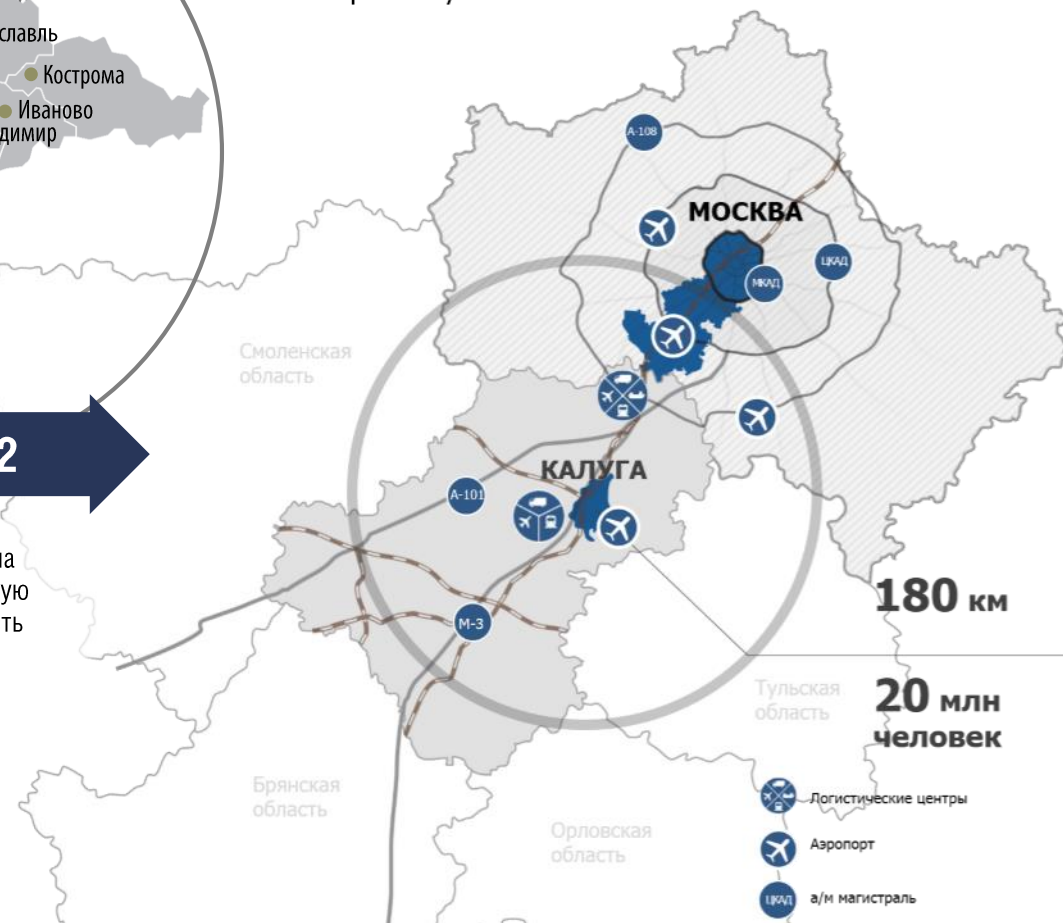 славль
Кострома
Иваново
димир
А-108
МОСКВА
ЦКАД
МКАД
Смоленская
область
2
КАЛУГА
А-101
на
ую
ть
М-3
180 км
Тульская
область
20 млн
человек
Брянская
область
Орловская
область
Логистические центры
Аэропорт
ЦКАД
а/м магистраль